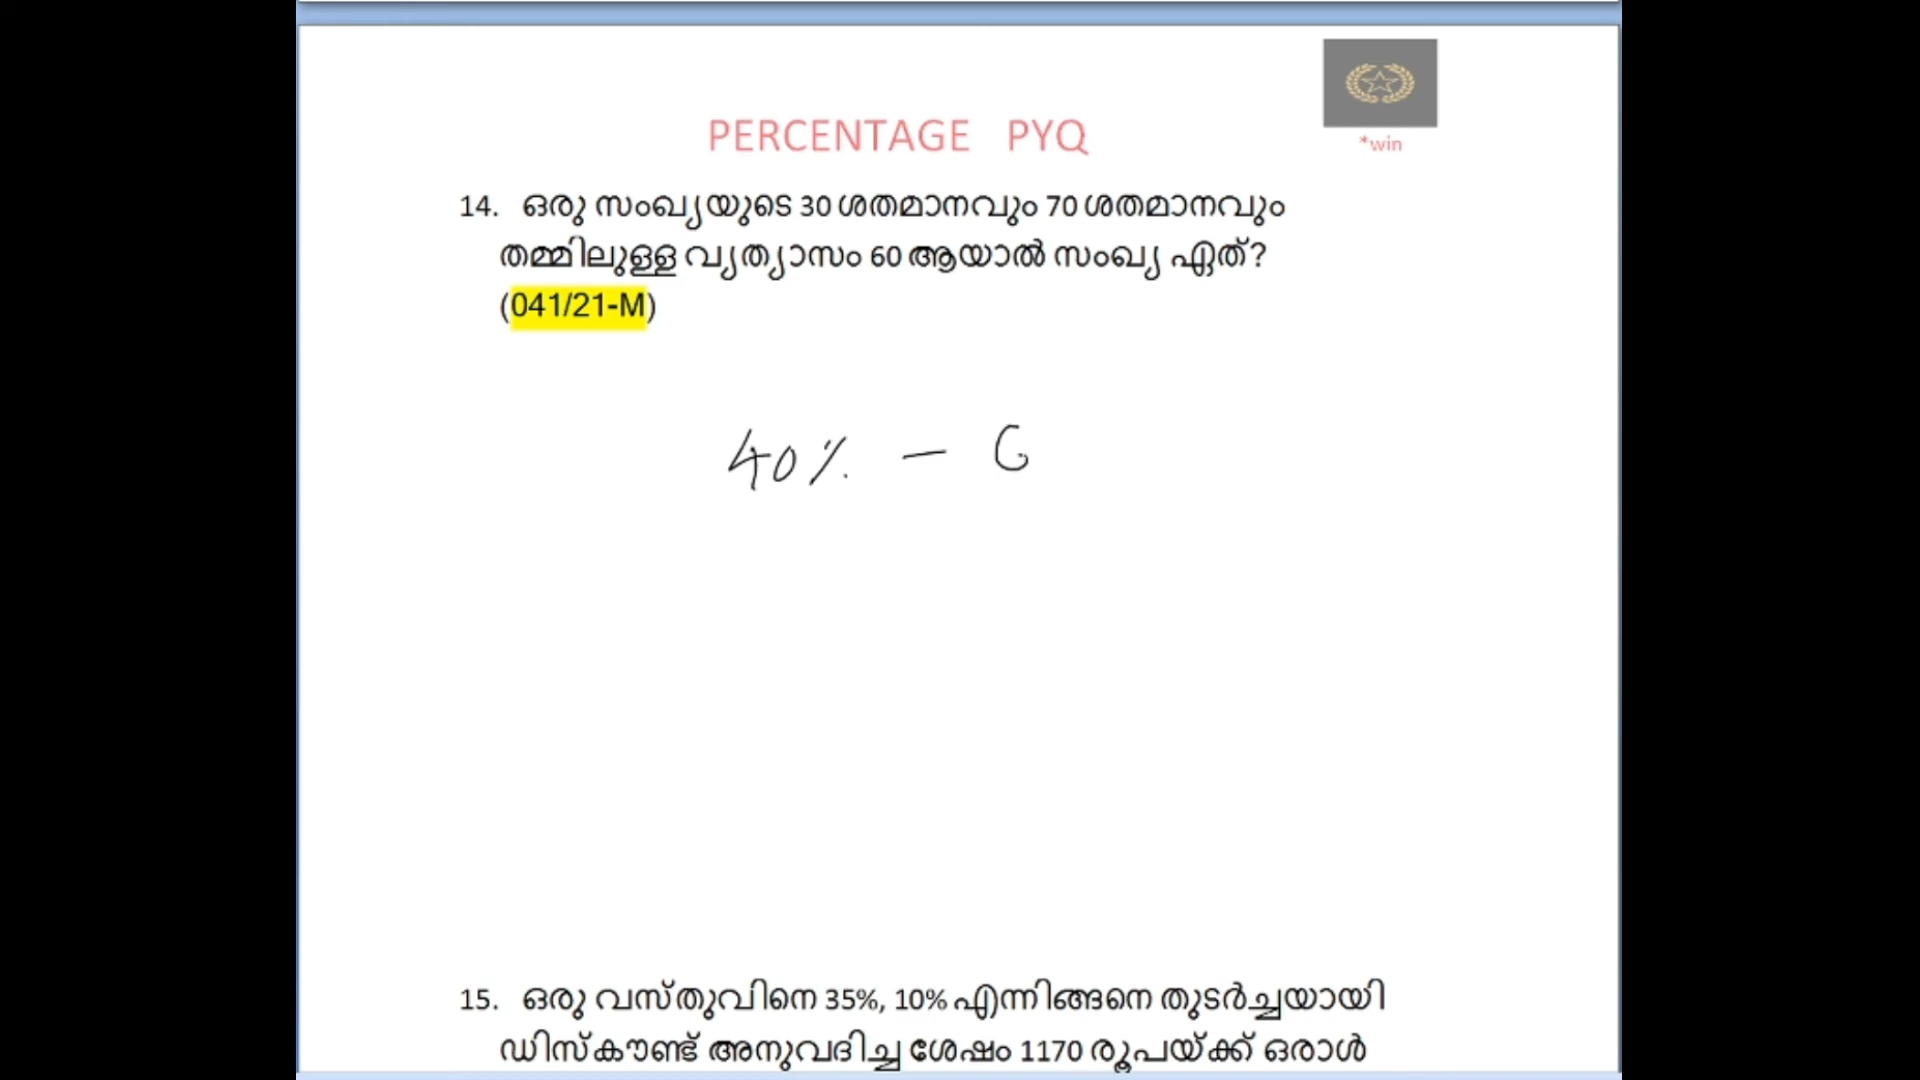 *win
PERCENTAGE PYQ
14. ഒരു സംഖ്യയുടെ 30 ശതമാനവും 70 ശതമാനവും
തമ്മിലുള്ള വ്യത്യാസം 60 ആയാൽ സംഖ്യ ഏത്?
(041/21-M)
40% - 6
15. ഒരു വസ്തുവിനെ 35%, 10% എന്നിങ്ങനെ തുടർച്ചയായി
ഡിസ്കൗണ്ട് അനുവദിച്ച ശേഷം 1170 രൂപയ്ക്ക് ഒരാൾ